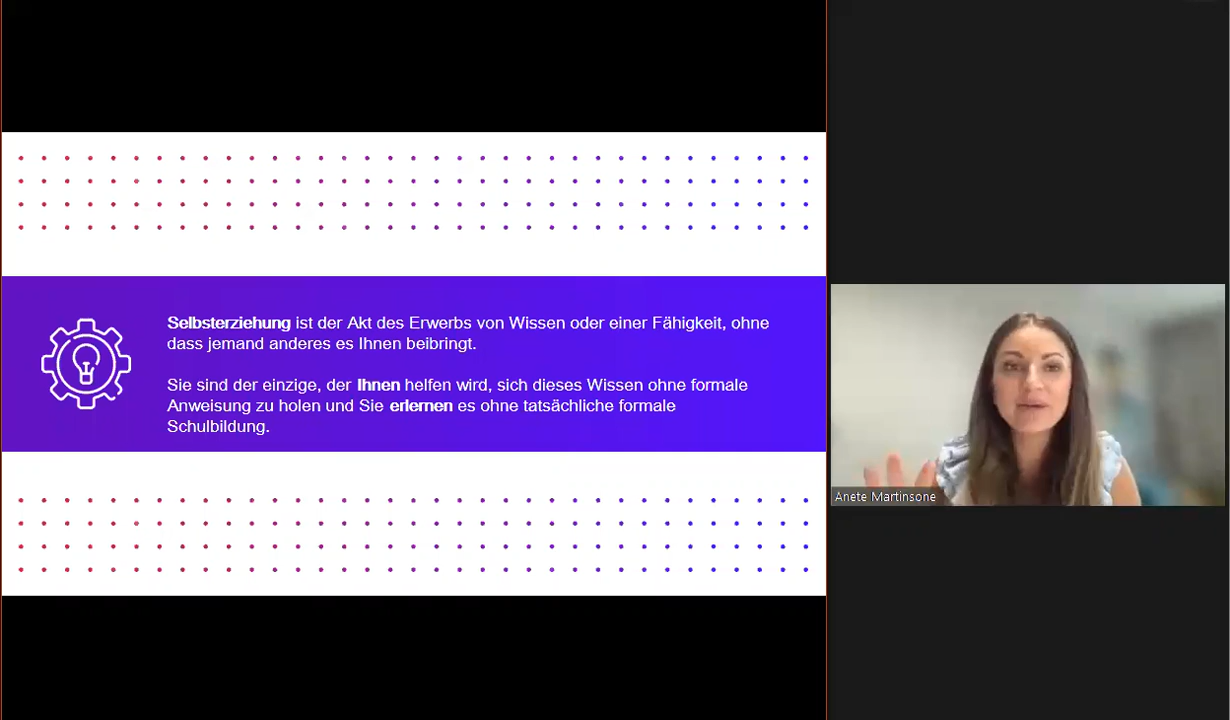 Selbsterziehung ist der Akt des Erwerbs von Wissen oder einer Fähigkeit, ohne
dass jemand anderes es Ihnen beibringt.
Sie sind der einzige, der Ihnen helfen wird, sich dieses Wissen ohne formale
Anweisung zu holen und Sie erlernen es ohne tatsächliche formale
Schulbildung.
Anete Martinsone